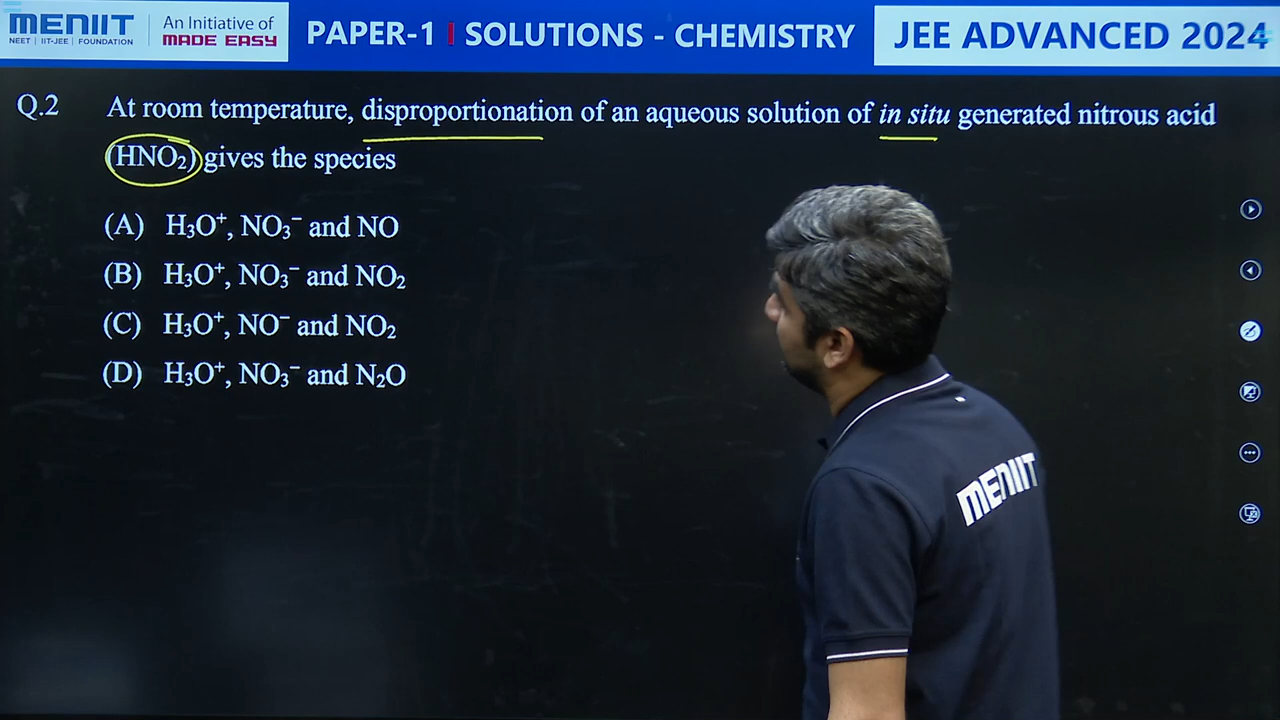 MENIIT
NEET | IIT-JEE | FOUNDATION
An Initiative of
MADE EASY
PAPER-1 | SOLUTIONS - CHEMISTRY
JEE ADVANCED 2024
Q.2 At room temperature, disproportionation of an aqueous solution of in situ generated nitrous acid
(HNO₂) gives the species
(A) H₃O⁺, NO₃⁻ and NO
(B) H₃O⁺, NO₃⁻ and NO₂
(C) H₃O⁺, NO⁻ and NO₂
(D) H₃O⁺, NO₃⁻ and N₂O
MENIIT